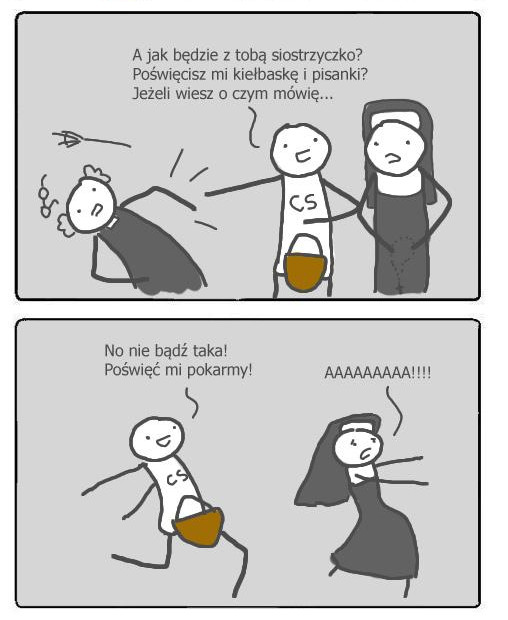 A jak będzie z tobą siostrzyczko?
Poświęcisz mi kiełbaskę i pisanki?
Jeżeli wiesz o czym mówię...
CS
No nie bądź taka!
Poświęć mi pokarmy!
AAAAAAAAA!!!!
CS